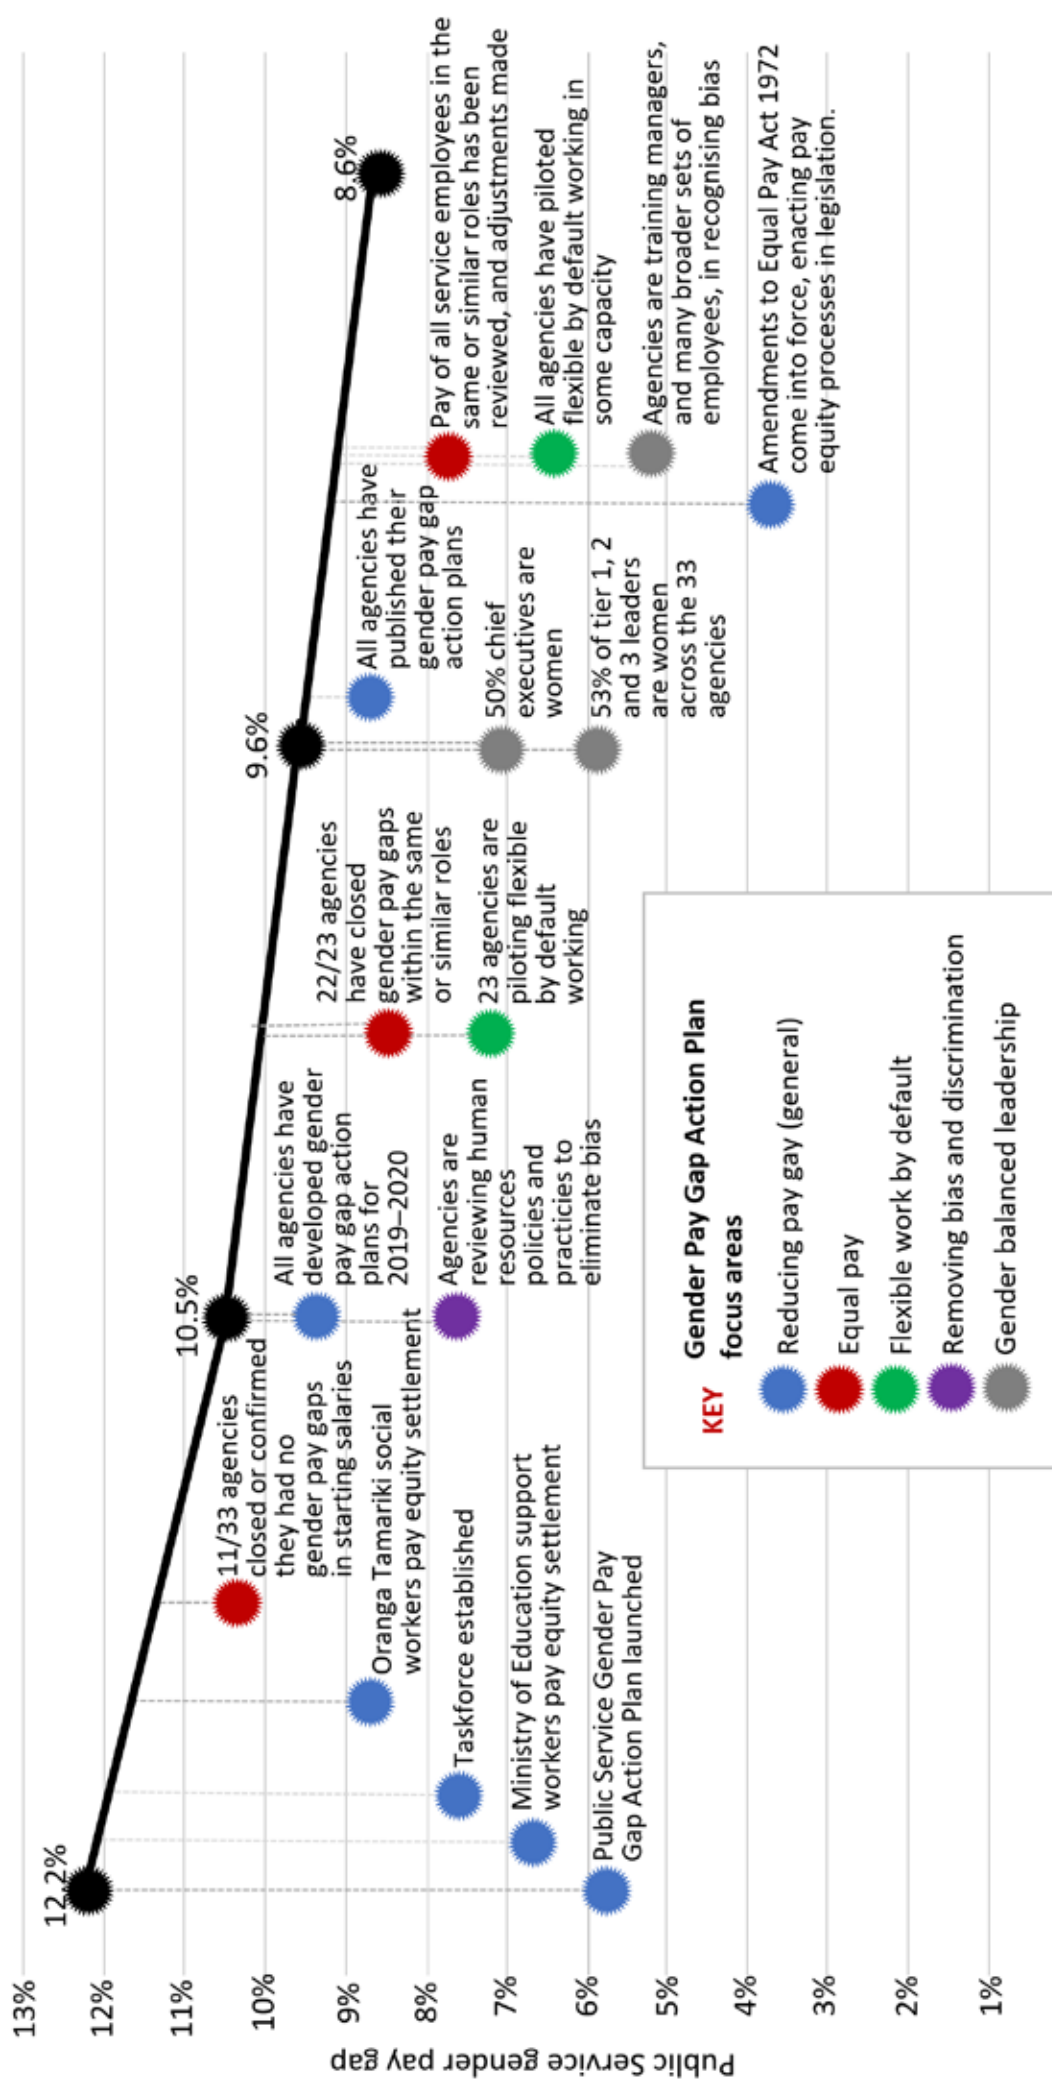 Public Service gender pay gap
13%
12%
11%
10%
9%
8%
7%
6%
5%
4%
3%
2%
1%
12.2%
10.5%
9.6%
8.6%
Public Service Gender Pay
Gap Action Plan launched
Ministry of Education support
workers pay equity settlement
Taskforce established
Oranga Tamariki social
workers pay equity settlement
11/33 agencies
closed or confirmed
they had no
gender pay gaps
in starting salaries
All agencies have
developed gender
pay gap action
plans for
2019–2020
Agencies are
reviewing human
resources
policies and
practicies to
eliminate bias
22/23 agencies
have closed
gender pay gaps
within the same
or similar roles
23 agencies are
piloting flexible
by default
working
All agencies have
published their
gender pay gap
action plans
50% chief
executives are
women
53% of tier 1, 2
and 3 leaders
are women
across the 33
agencies
Pay of all service employees in the
same or similar roles has been
reviewed, and adjustments made
All agencies have piloted
flexible by default working in
some capacity
Agencies are training managers,
and many broader sets of
employees, in recognising bias
Amendments to Equal Pay Act 1972
come into force, enacting pay
equity processes in legislation.
KEY
Gender Pay Gap Action Plan
focus areas
Reducing pay gay (general)
Equal pay
Flexible work by default
Removing bias and discrimination
Gender balanced leadership